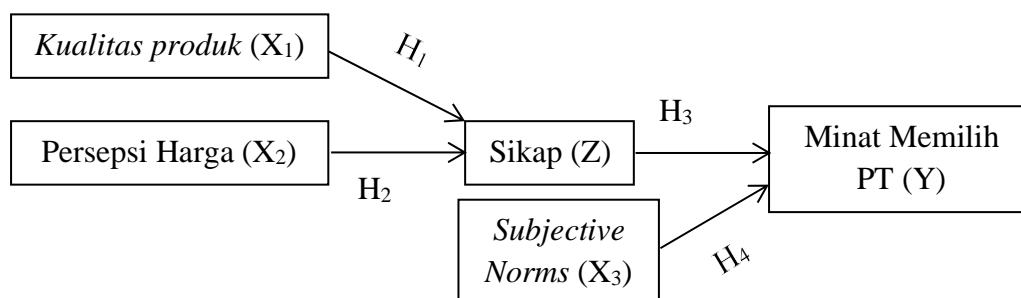 Kualitas produk (X₁)
H₁
Persepsi Harga (X₂)
H₂
Sikap (Z)
H₃
Minat Memilih
PT (Y)
Subjective
Norms (X₃)
H₄